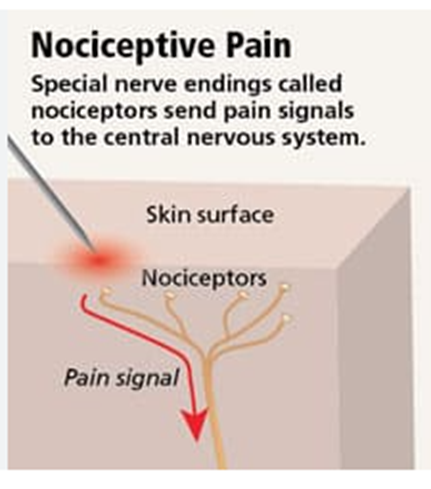 Nociceptive Pain
Special nerve endings called
nociceptors send pain signals
to the central nervous system.
Skin surface
Nociceptors
Pain signal